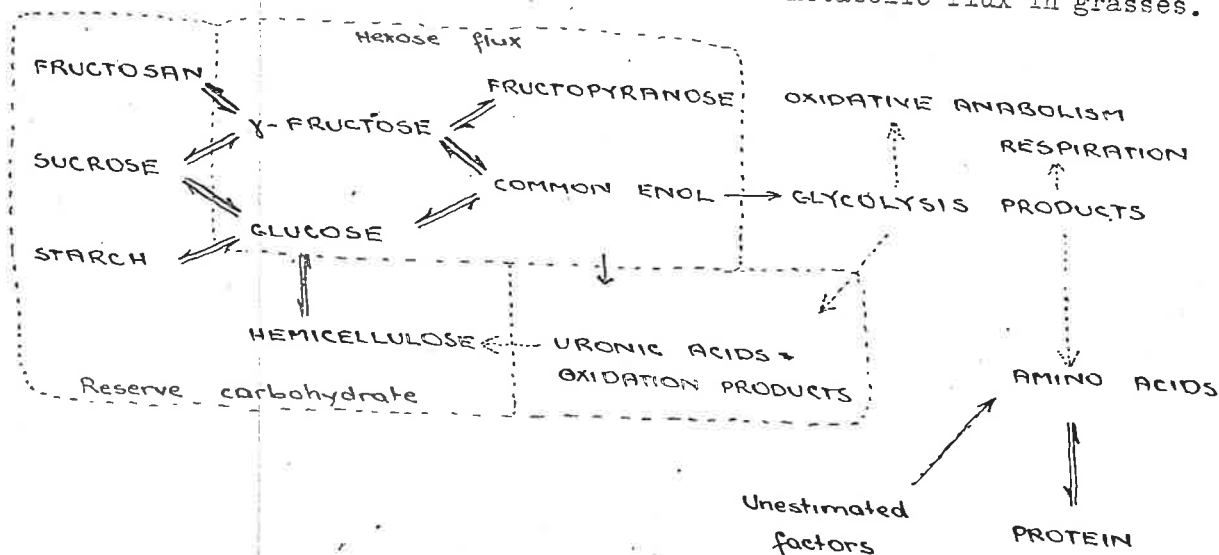 flux in grasses.
Hexose flux
FRUCTOSAN
FRUCTOPYRANOSE
OXIDATIVE ANABOLISM
γ-FRUCTOSE
RESPIRATION
SUCROSE
COMMON ENOL
GLYCOLYSIS PRODUCTS
GLUCOSE
STARCH
HEMICELLULOSE
URONIC ACIDS +
OXIDATION PRODUCTS
Reserve carbohydrate
AMINO ACIDS
Unestimated
factors
PROTEIN